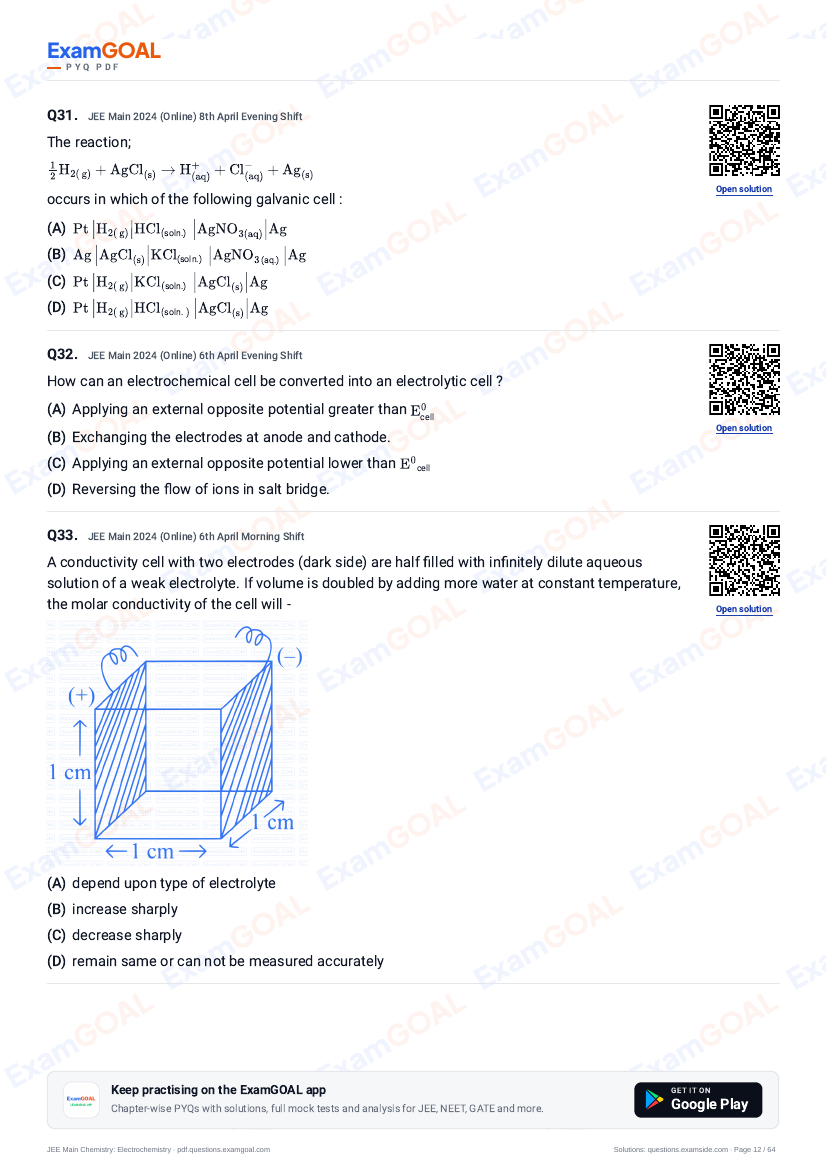 ExamGOAL
PYQ PDF
Q31. JEE Main 2024 (Online) 8th April Evening Shift
The reaction;
½H₂₍g₎ + AgCl₍s₎ → H⁺₍aq₎ + Cl⁻₍aq₎ + Ag₍s₎
occurs in which of the following galvanic cell :
(A) Pt |H₂₍g₎|HCl₍soln.₎ |AgNO₃₍aq₎|Ag
(B) Ag |AgCl₍s₎|KCl₍soln.₎ |AgNO₃₍aq.₎ |Ag
(C) Pt |H₂₍g₎|KCl₍soln.₎ |AgCl₍s₎|Ag
(D) Pt |H₂₍g₎|HCl₍soln. ₎ |AgCl₍s₎|Ag
Open solution
Q32. JEE Main 2024 (Online) 6th April Evening Shift
How can an electrochemical cell be converted into an electrolytic cell ?
(A) Applying an external opposite potential greater than E⁰cell
(B) Exchanging the electrodes at anode and cathode.
(C) Applying an external opposite potential lower than E⁰cell
(D) Reversing the flow of ions in salt bridge.
Open solution
Q33. JEE Main 2024 (Online) 6th April Morning Shift
A conductivity cell with two electrodes (dark side) are half filled with infinitely dilute aqueous
solution of a weak electrolyte. If volume is doubled by adding more water at constant temperature,
the molar conductivity of the cell will -
Open solution
(−)
(+)
1 cm
1 cm
1 cm
(A) depend upon type of electrolyte
(B) increase sharply
(C) decrease sharply
(D) remain same or can not be measured accurately
Keep practising on the ExamGOAL app
Chapter-wise PYQs with solutions, full mock tests and analysis for JEE, NEET, GATE and more.
GET IT ON
Google Play
JEE Main Chemistry: Electrochemistry · pdf.questions.examgoal.com
Solutions: questions.examside.com · Page 12 / 64